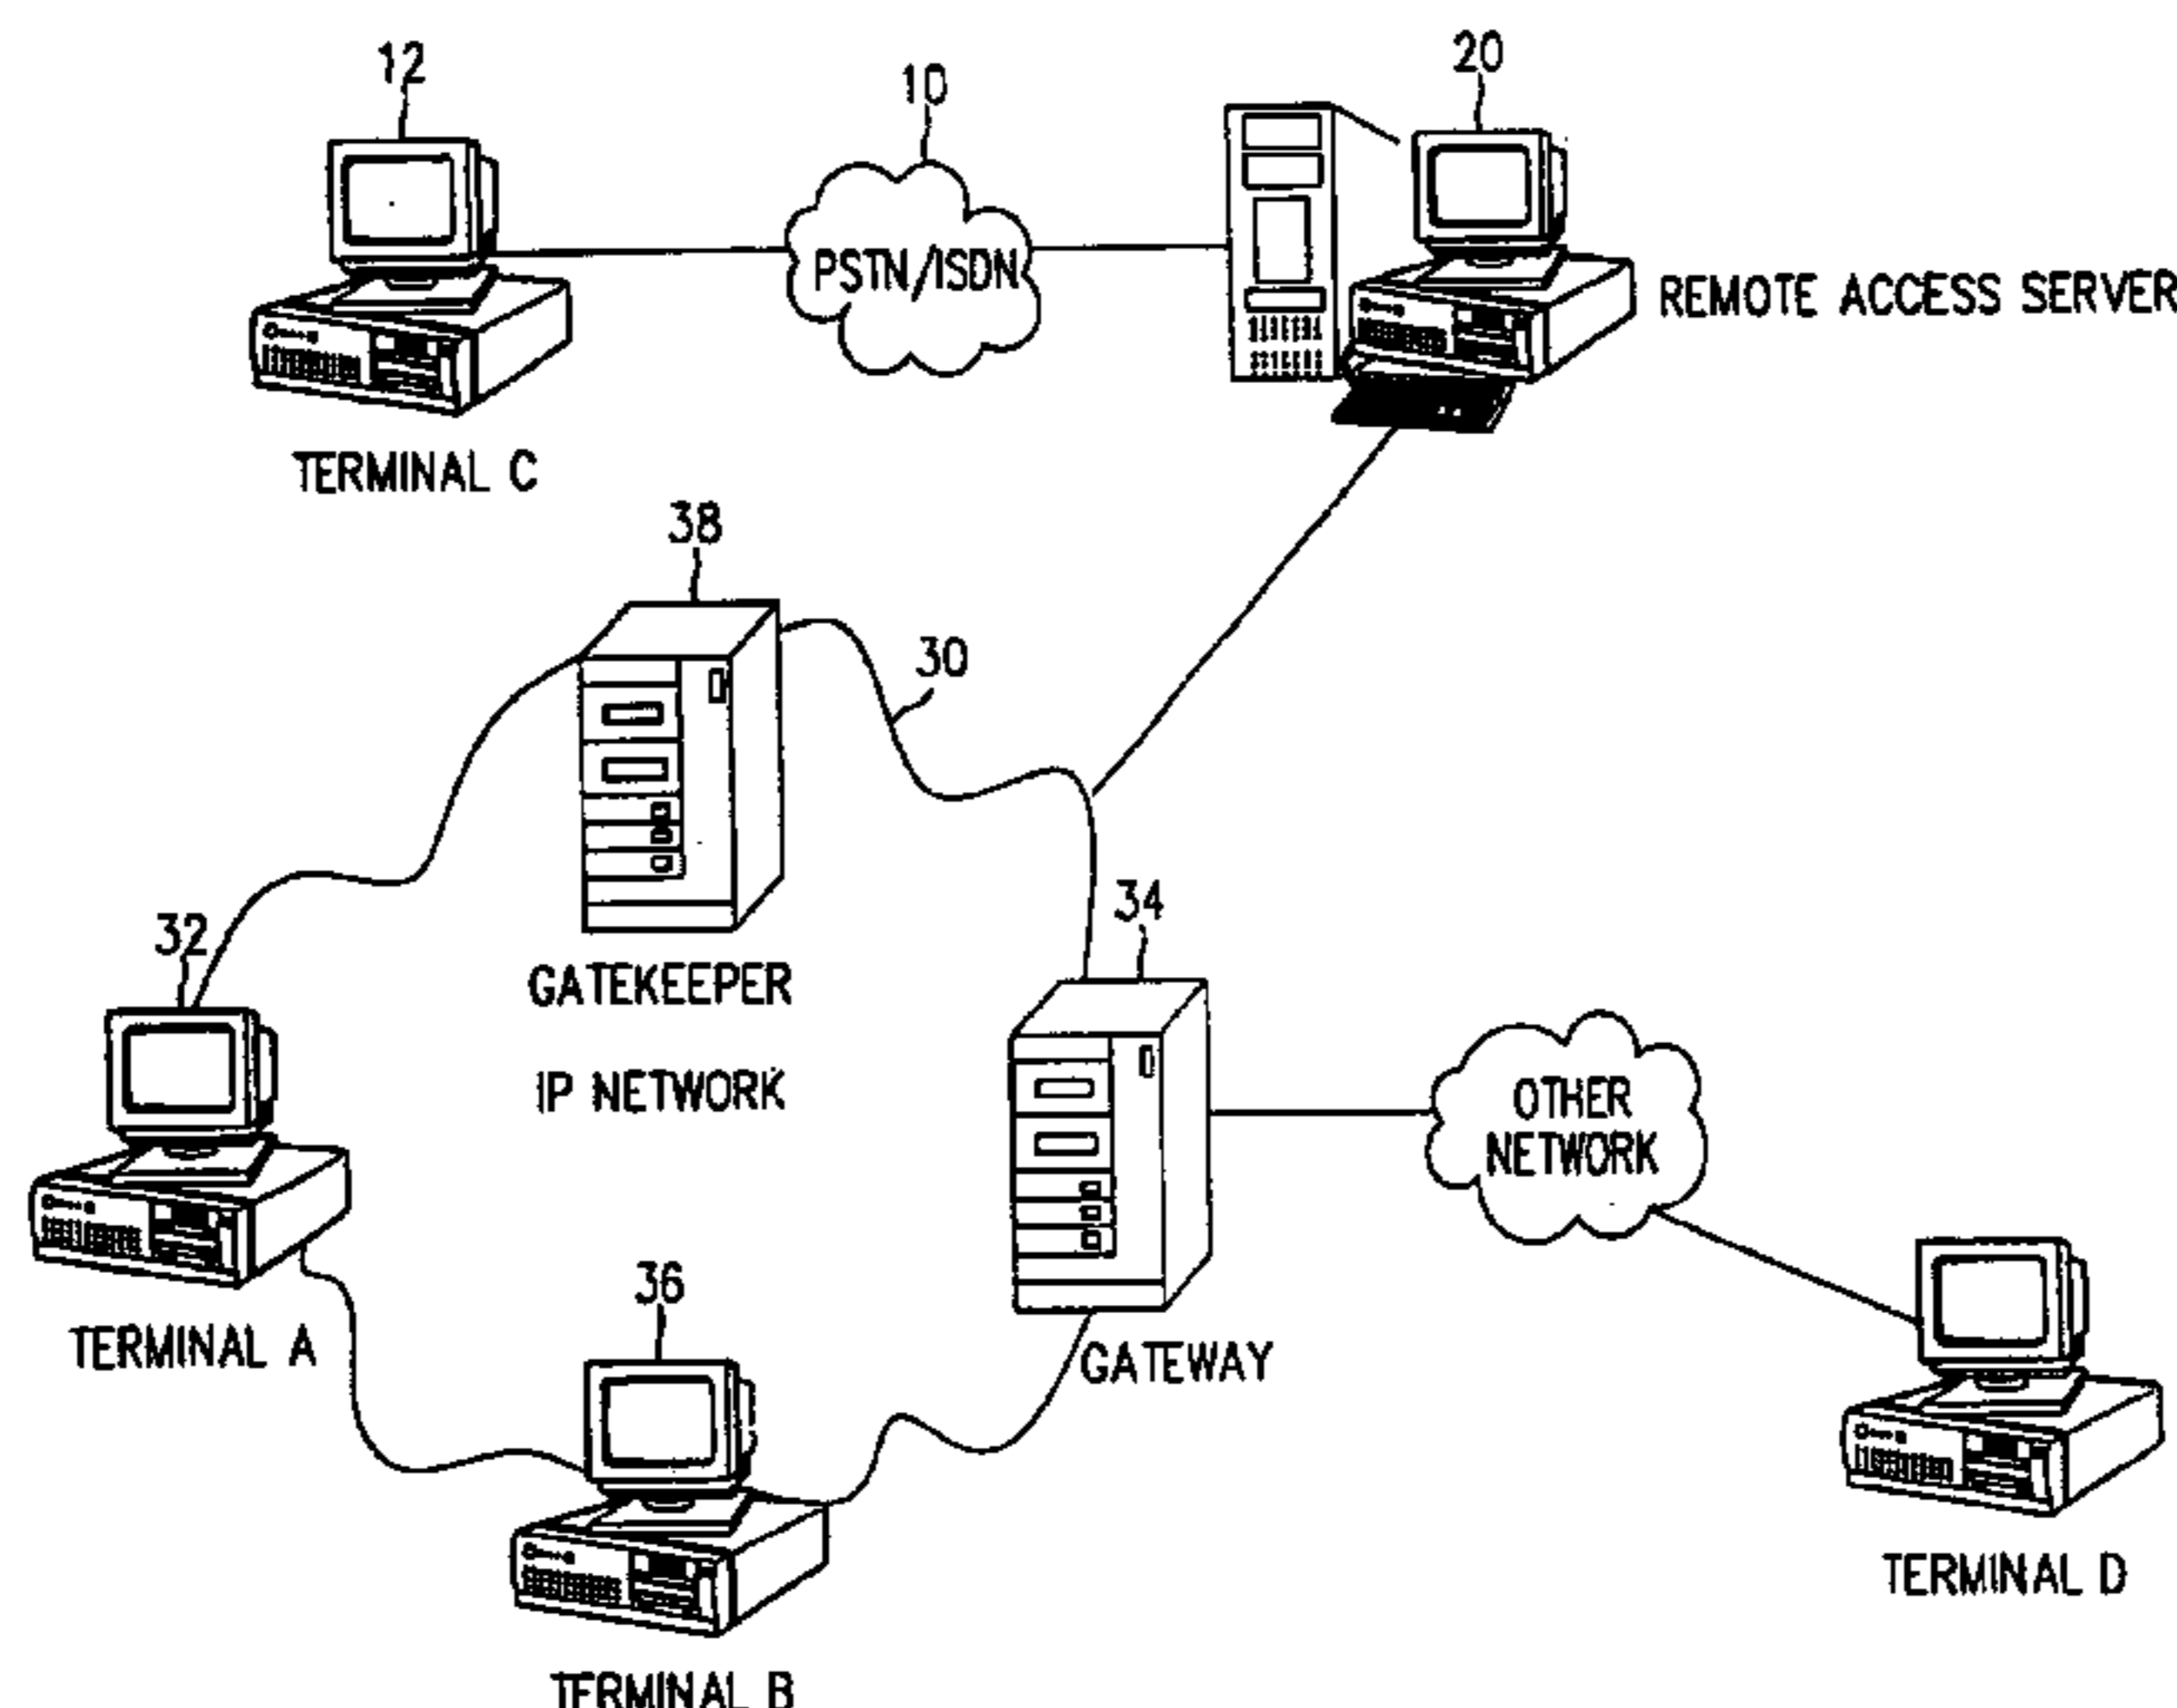 12
10
20
PSTN/ISDN
REMOTE ACCESS SERVER
TERMINAL C
38
30
34
32
GATEKEEPER
IP NETWORK
OTHER
NETWORK
36
TERMINAL A
GATEWAY
TERMINAL D
TERMINAL B